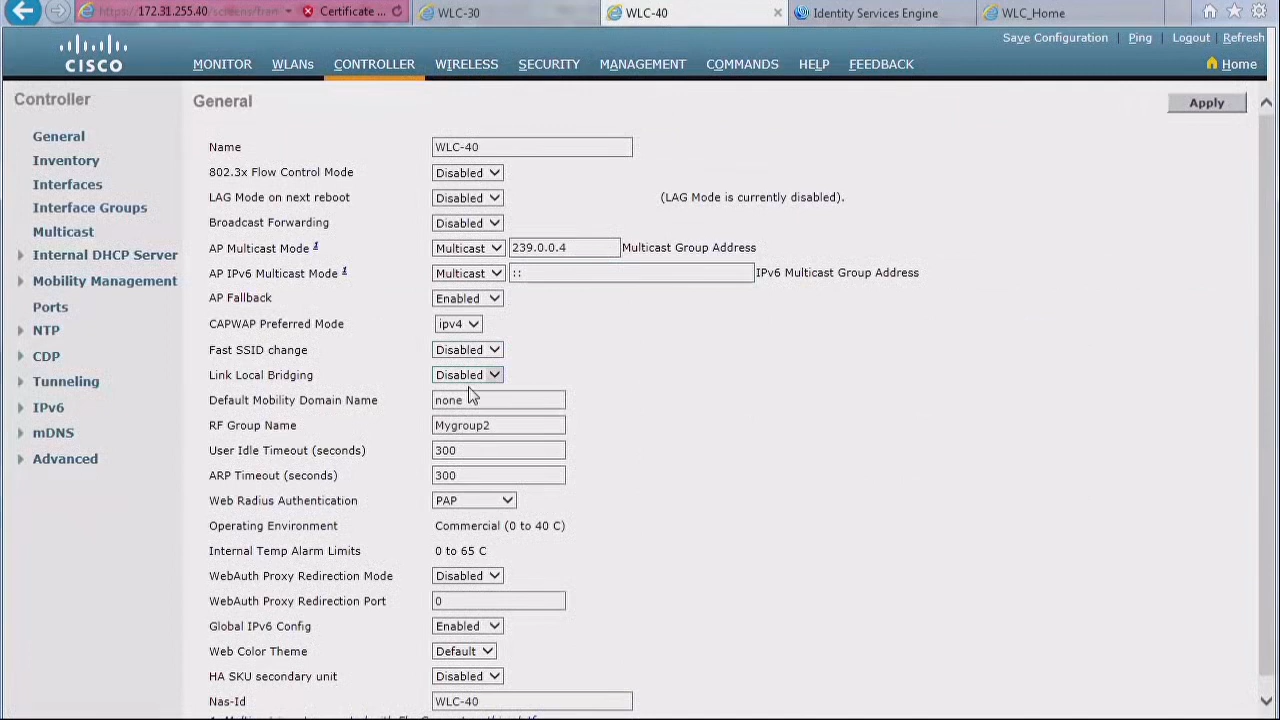 https://172.31.255.40/screens/fram Certificate ... WLC-30 WLC-40 Identity Services Engine WLC_Home
Save Configuration Ping Logout Refresh
CISCO MONITOR WLANs CONTROLLER WIRELESS SECURITY MANAGEMENT COMMANDS HELP FEEDBACK Home
Controller
General
Inventory
Interfaces
Interface Groups
Multicast
Internal DHCP Server
Mobility Management
Ports
NTP
CDP
Tunneling
IPv6
mDNS
Advanced
General Apply
Name WLC-40
802.3x Flow Control Mode Disabled
LAG Mode on next reboot Disabled (LAG Mode is currently disabled).
Broadcast Forwarding Disabled
AP Multicast Mode 1 Multicast 239.0.0.4 Multicast Group Address
AP IPv6 Multicast Mode 1 Multicast :: IPv6 Multicast Group Address
AP Fallback Enabled
CAPWAP Preferred Mode ipv4
Fast SSID change Disabled
Link Local Bridging Disabled
Default Mobility Domain Name none
RF Group Name Mygroup2
User Idle Timeout (seconds) 300
ARP Timeout (seconds) 300
Web Radius Authentication PAP
Operating Environment Commercial (0 to 40 C)
Internal Temp Alarm Limits 0 to 65 C
WebAuth Proxy Redirection Mode Disabled
WebAuth Proxy Redirection Port 0
Global IPv6 Config Enabled
Web Color Theme Default
HA SKU secondary unit Disabled
Nas-Id WLC-40